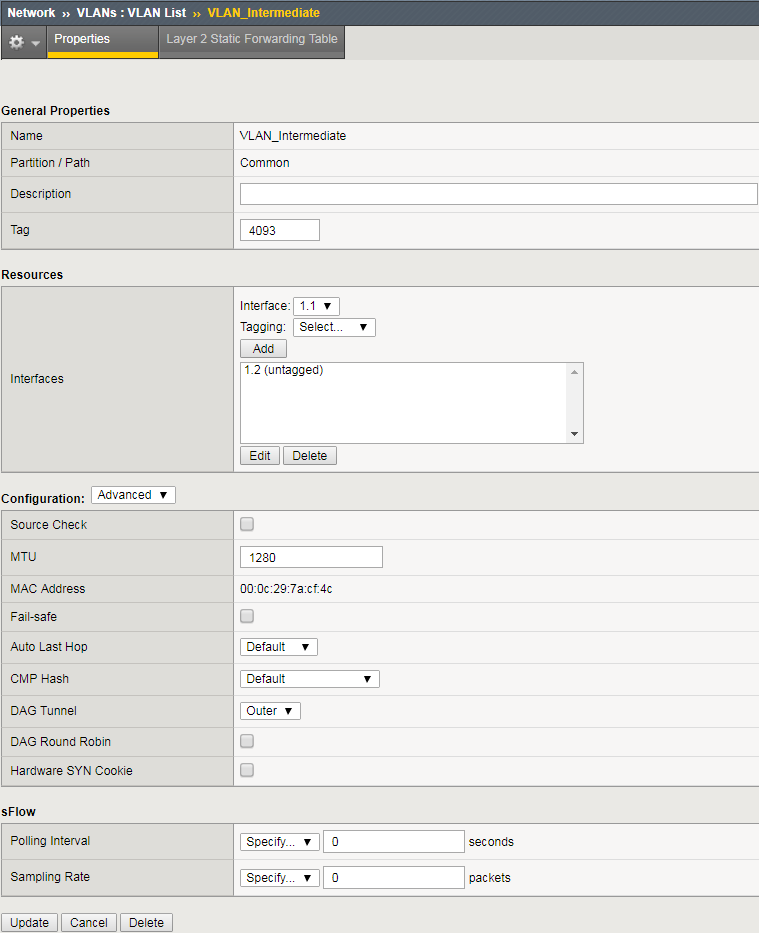 Network ›› VLANs : VLAN List ›› VLAN_Intermediate
Properties Layer 2 Static Forwarding Table
General Properties
Name VLAN_Intermediate
Partition / Path Common
Description
Tag 4093
Resources
Interface: 1.1
Tagging: Select...
Add
Interfaces 1.2 (untagged)
Edit Delete
Configuration: Advanced
Source Check
MTU 1280
MAC Address 00:0c:29:7a:cf:4c
Fail-safe
Auto Last Hop Default
CMP Hash Default
DAG Tunnel Outer
DAG Round Robin
Hardware SYN Cookie
sFlow
Polling Interval Specify... 0 seconds
Sampling Rate Specify... 0 packets
Update Cancel Delete